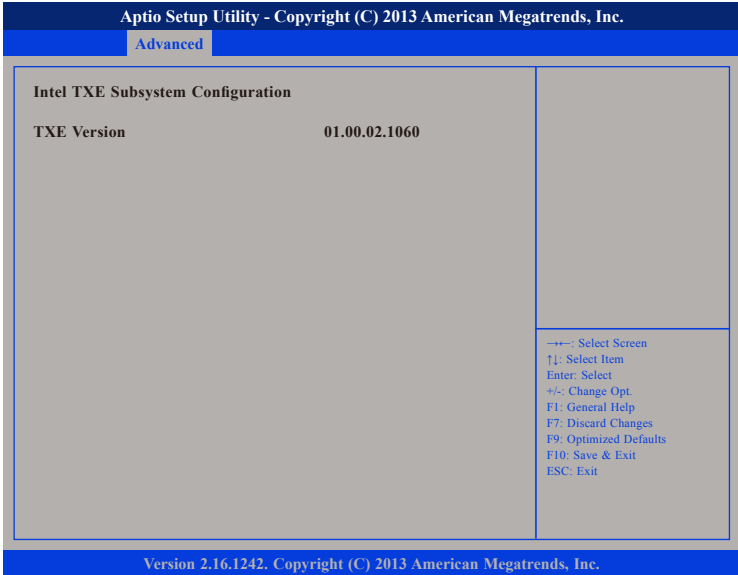 Aptio Setup Utility - Copyright (C) 2013 American Megatrends, Inc.
Advanced
Intel TXE Subsystem Configuration
TXE Version 01.00.02.1060
→←: Select Screen
↑↓: Select Item
Enter: Select
+/-: Change Opt.
F1: General Help
F7: Discard Changes
F9: Optimized Defaults
F10: Save & Exit
ESC: Exit
Version 2.16.1242. Copyright (C) 2013 American Megatrends, Inc.